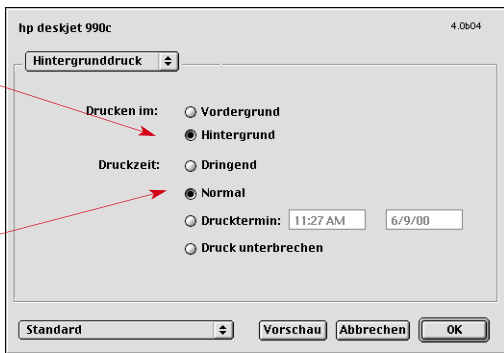 hp deskjet 990c 4.0b04
Hintergrunddruck
Drucken im: Vordergrund
Hintergrund
Druckzeit: Dringend
Normal
Drucktermin: 11:27 AM 6/9/00
Druck unterbrechen
Standard Vorschau Abbrechen OK